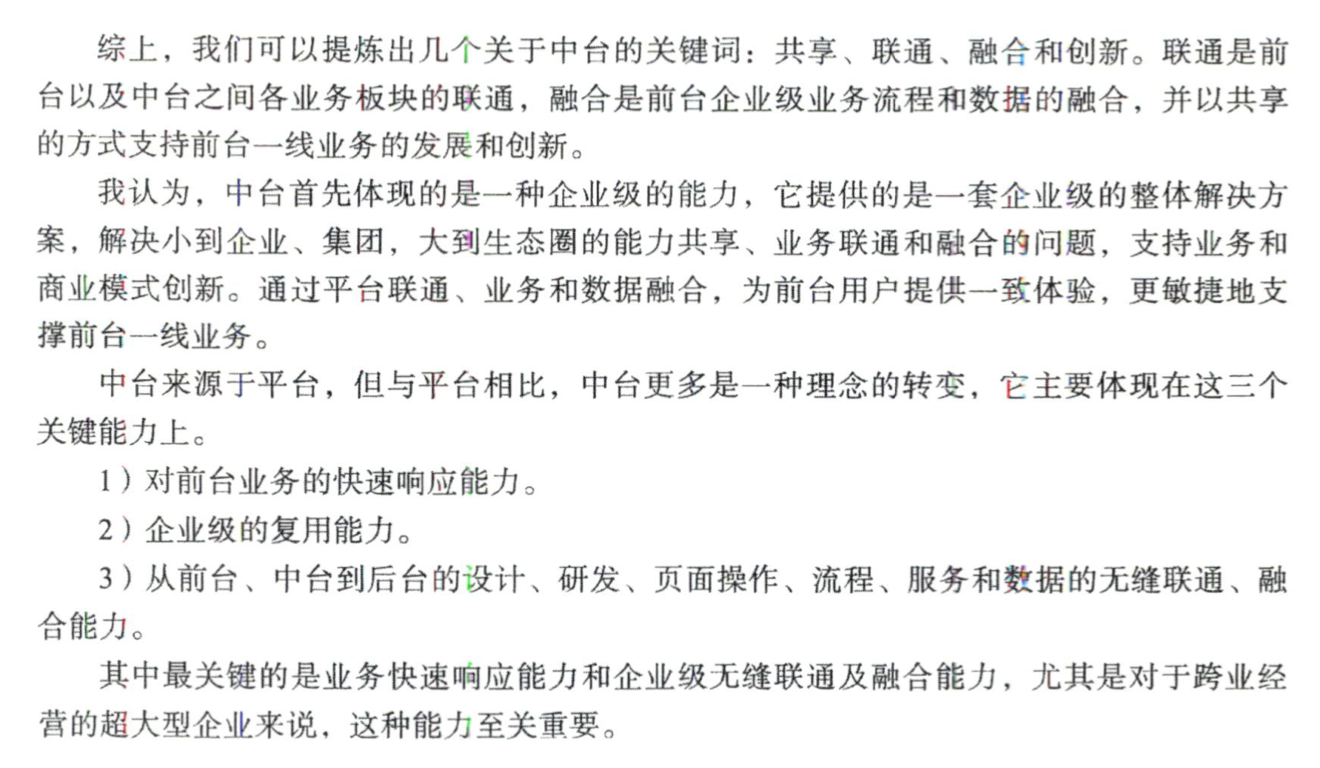 综上，我们可以提炼出几个关于中台的关键词：共享、联通、融合和创新。联通是前
台以及中台之间各业务板块的联通，融合是前台企业级业务流程和数据的融合，并以共享
的方式支持前台一线业务的发展和创新。
我认为，中台首先体现的是一种企业级的能力，它提供的是一套企业级的整体解决方
案，解决小到企业、集团，大到生态圈的能力共享、业务联通和融合的问题，支持业务和
商业模式创新。通过平台联通、业务和数据融合，为前台用户提供一致体验，更敏捷地支
撑前台一线业务。
中台来源于平台，但与平台相比，中台更多是一种理念的转变，它主要体现在这三个
关键能力上。
1）对前台业务的快速响应能力。
2）企业级的复用能力。
3）从前台、中台到后台的设计、研发、页面操作、流程、服务和数据的无缝联通、融
合能力。
其中最关键的是业务快速响应能力和企业级无缝联通及融合能力，尤其是对于跨业经
营的超大型企业来说，这种能力至关重要。